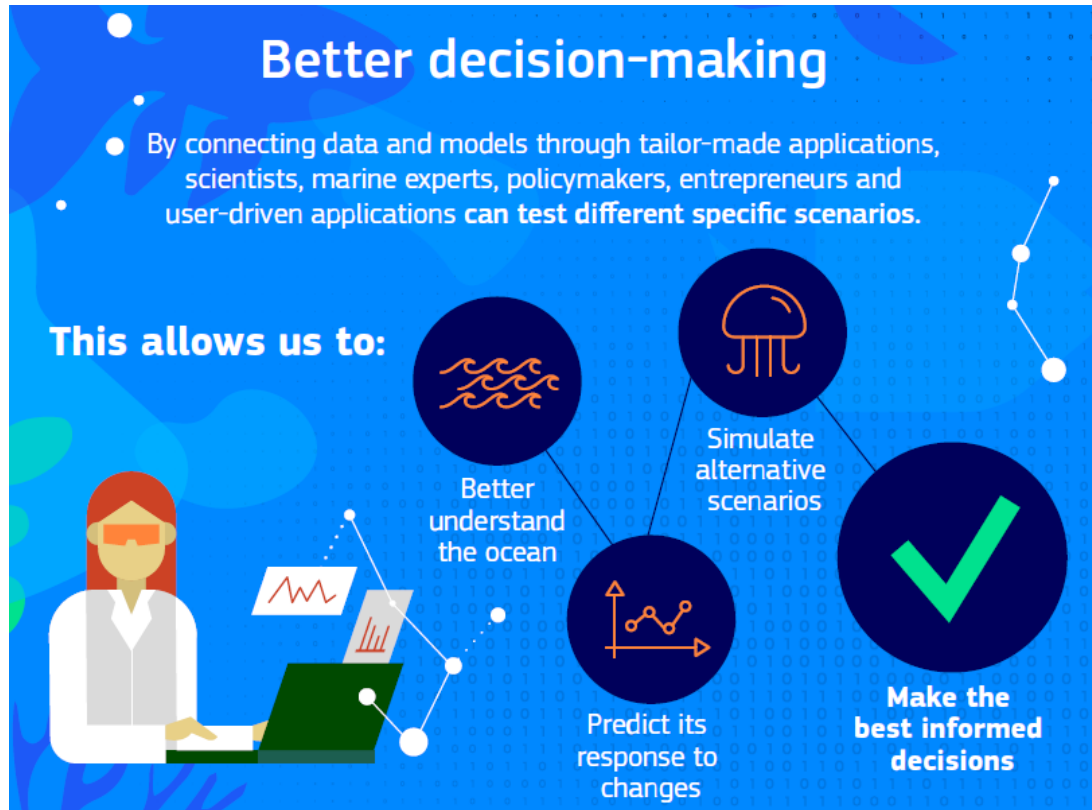 Better decision-making
By connecting data and models through tailor-made applications,
scientists, marine experts, policymakers, entrepreneurs and
user-driven applications can test different specific scenarios.
This allows us to:
Better
understand
the ocean
Predict its
response to
changes
Simulate
alternative
scenarios
Make the
best informed
decisions